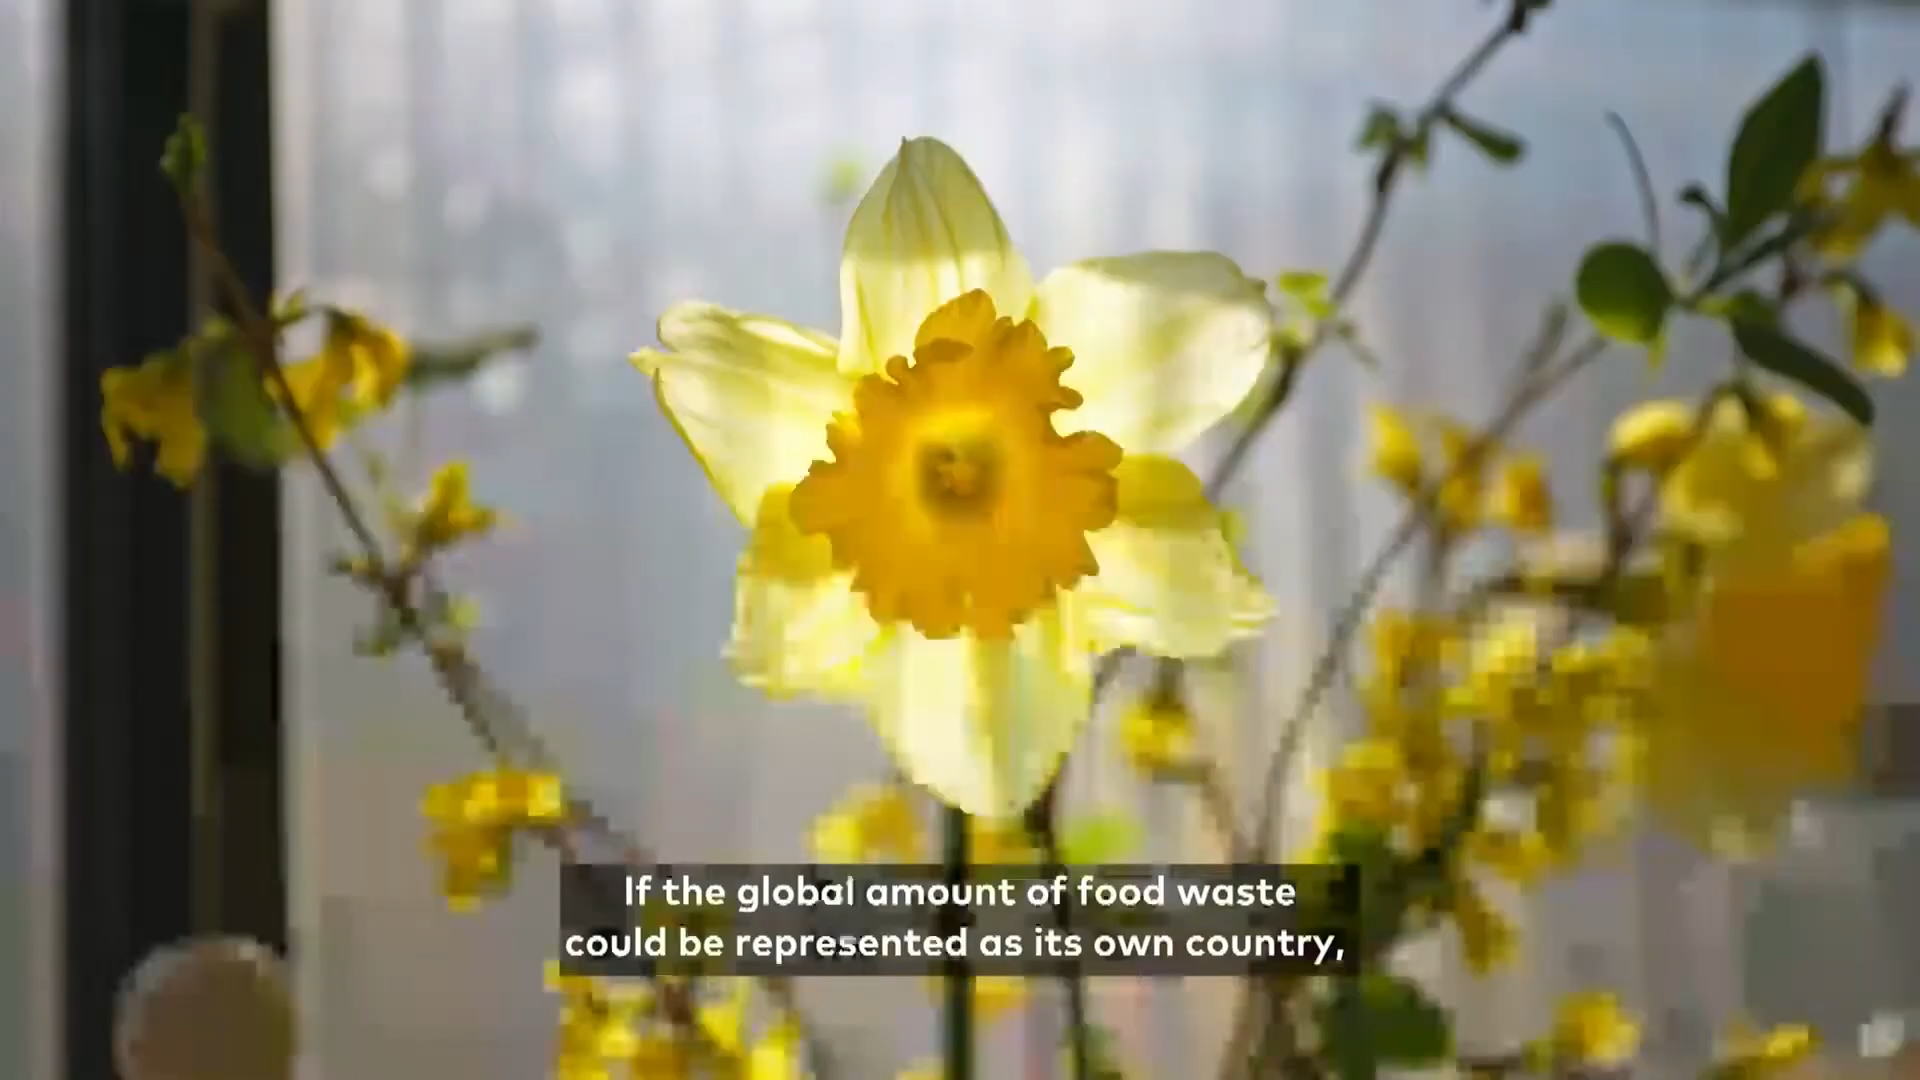 If the global amount of food waste
could be represented as its own country,